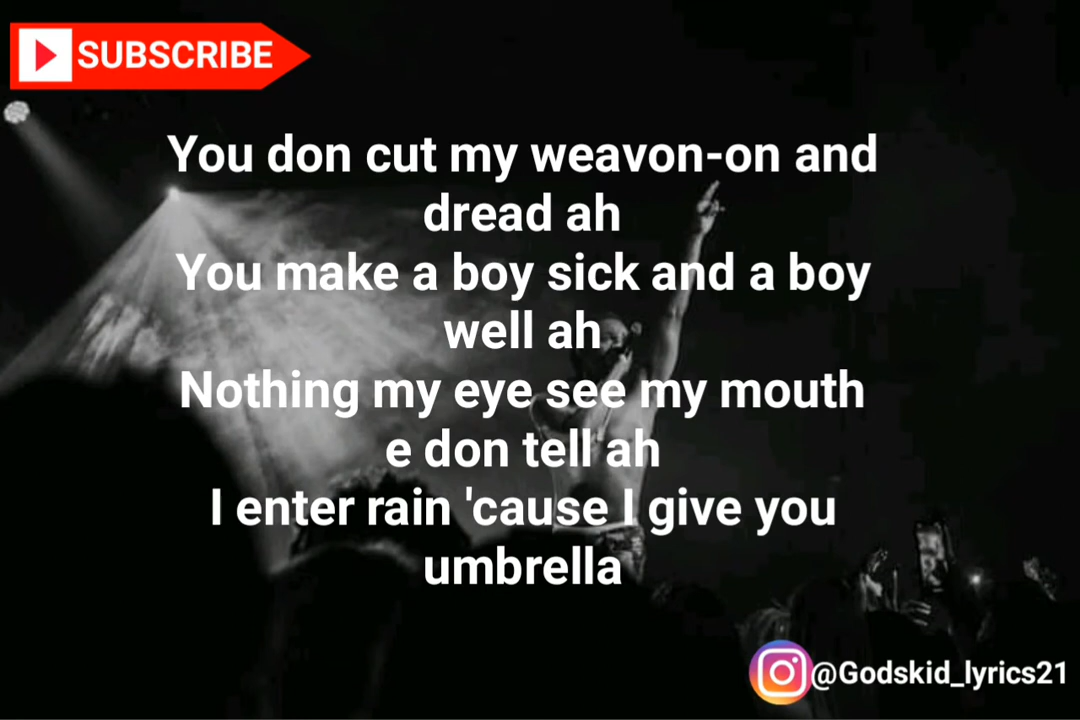 SUBSCRIBE
You don cut my weavon-on and
dread ah
You make a boy sick and a boy
well ah
Nothing my eye see my mouth
e don tell ah
I enter rain 'cause I give you
umbrella
@Godskid_lyrics21